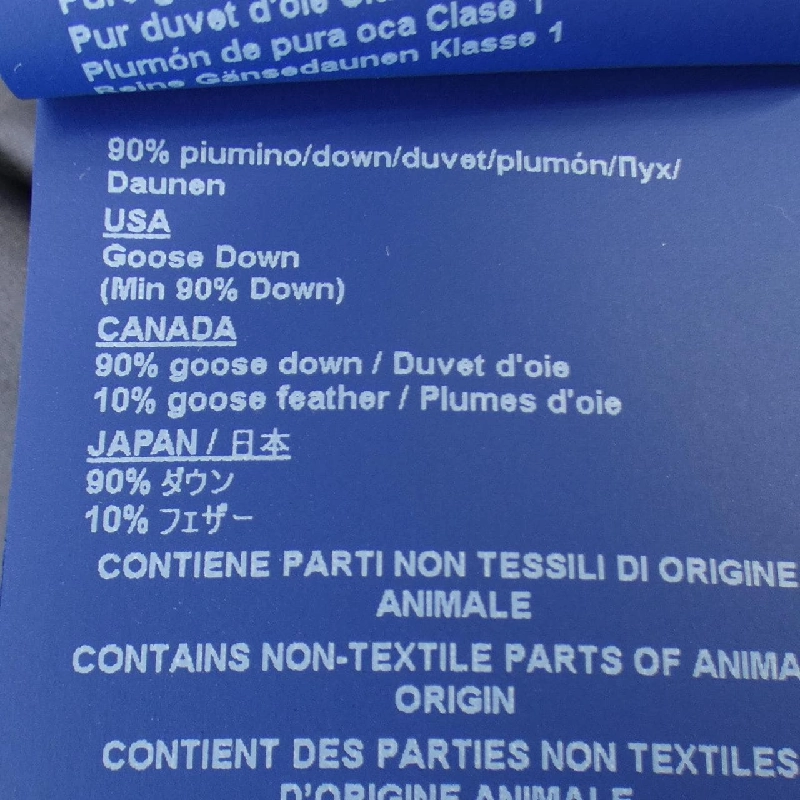 Pur duvet d'oie
Plumón de pura oca Clase 1
Reine Gänsedaunen Klasse 1
90% piumino/down/duvet/plumón/Пух/
Daunen
USA
Goose Down
(Min 90% Down)
CANADA
90% goose down / Duvet d'oie
10% goose feather / Plumes d'oie
JAPAN / 日本
90% ダウン
10% フェザー
CONTIENE PARTI NON TESSILI DI ORIGINE
ANIMALE
CONTAINS NON-TEXTILE PARTS OF ANIMA
ORIGIN
CONTIENT DES PARTIES NON TEXTILES
D'ORIGINE ANIMALE